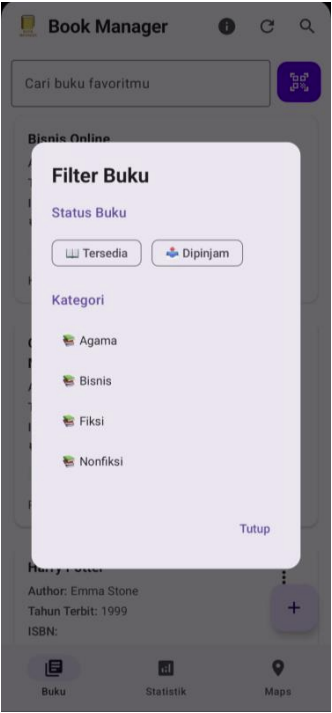 Book Manager
Cari buku favoritmu
Bisnis Online
Filter Buku
Status Buku
Tersedia
Dipinjam
Kategori
Agama
Bisnis
Fiksi
Nonfiksi
Tutup
Harry Potter
Author: Emma Stone
Tahun Terbit: 1999
ISBN:
+
Buku
Statistik
Maps